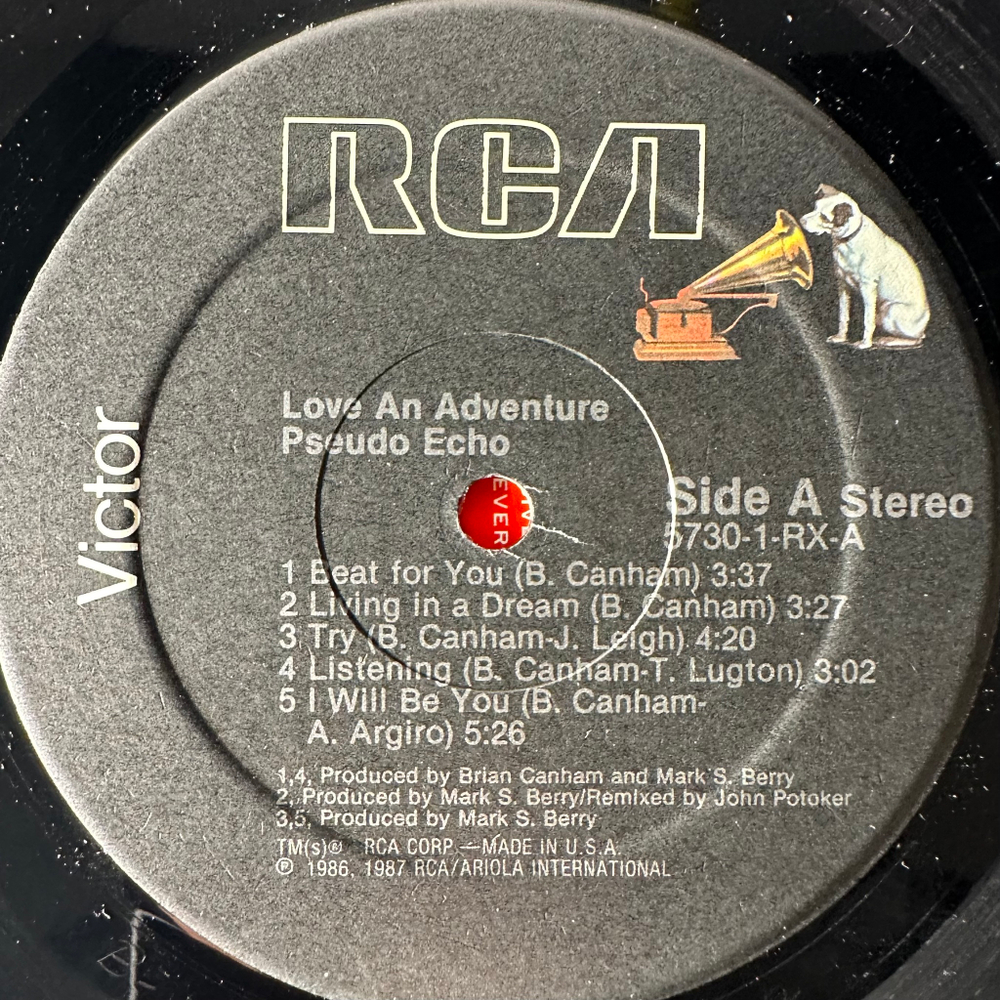 RCA
Victor
Love An Adventure
Pseudo Echo
EVER
Side A Stereo
5730-1-RX-A
1 Beat for You (B. Canham) 3:37
2 Living in a Dream (B. Canham) 3:27
3 Try (B. Canham-J. Leigh) 4:20
4 Listening (B. Canham-T. Lugton) 3:02
5 I Will Be You (B. Canham-
A. Argiro) 5:26
1,4, Produced by Brian Canham and Mark S. Berry
2, Produced by Mark S. Berry/Remixed by John Potoker
3,5, Produced by Mark S. Berry
TM(s)® RCA CORP.—MADE IN U.S.A.
℗ 1986, 1987 RCA/ARIOLA INTERNATIONAL